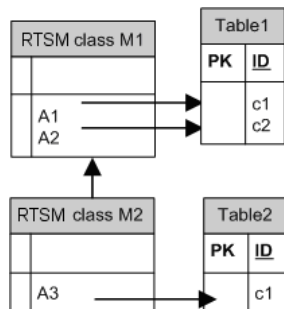 RTSM class M1
A1
A2
Table1
PK ID
c1
c2
RTSM class M2
A3
Table2
PK ID
c1